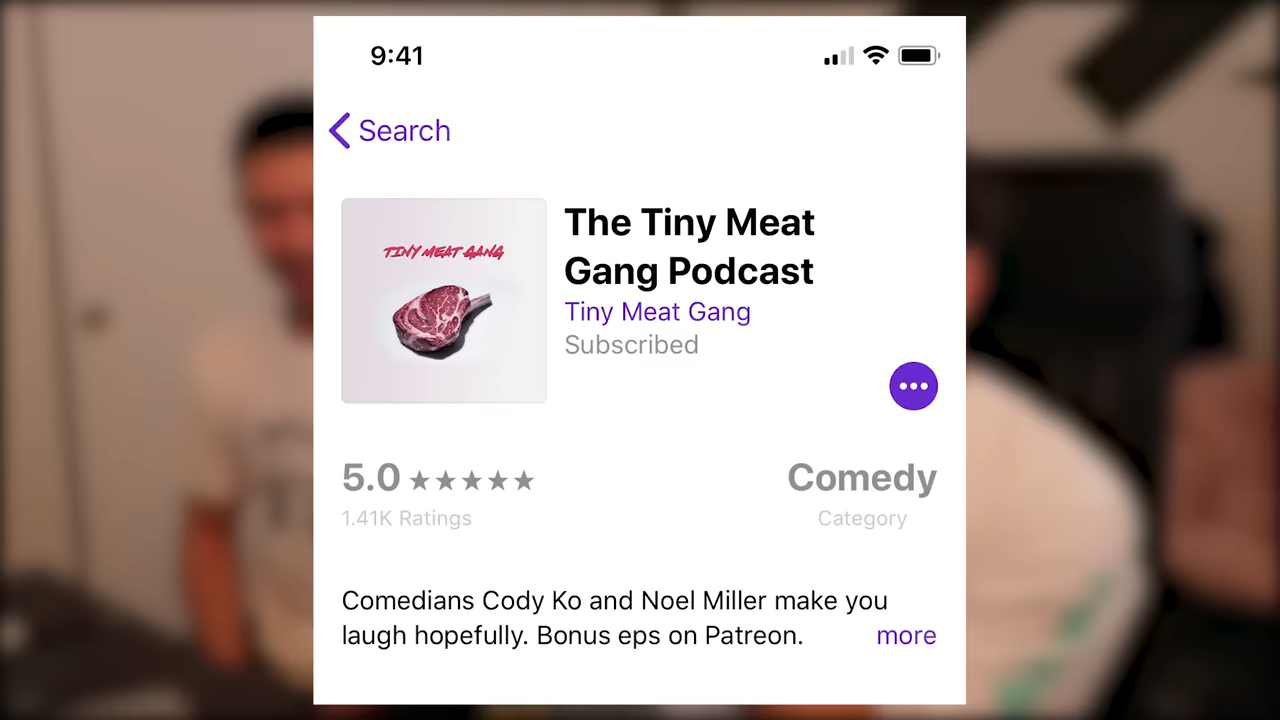 9:41
Search
TINY MEAT GANG
The Tiny Meat
Gang Podcast
Tiny Meat Gang
Subscribed
5.0 ★★★★★
Comedy
1.41K Ratings
Category
Comedians Cody Ko and Noel Miller make you
laugh hopefully. Bonus eps on Patreon. more